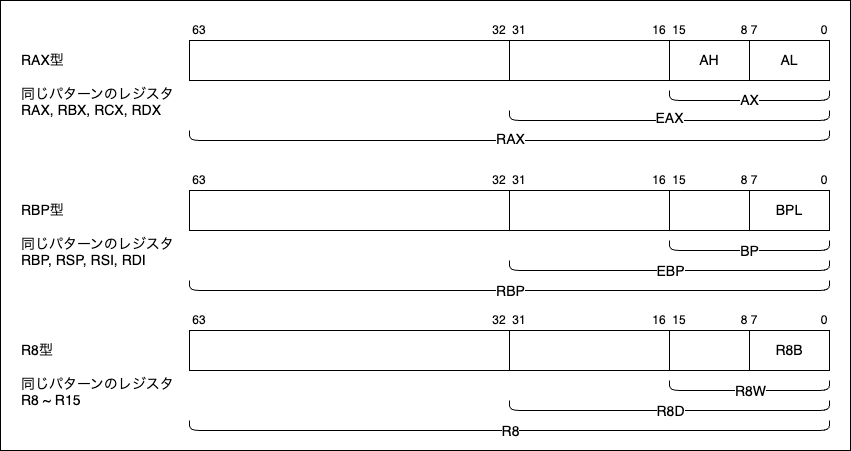 63 32 31 16 15 8 7 0
RAX型 AH AL
同じパターンのレジスタ
RAX, RBX, RCX, RDX
AX
EAX
RAX
63 32 31 16 15 8 7 0
RBP型 BPL
同じパターンのレジスタ
RBP, RSP, RSI, RDI
BP
EBP
RBP
63 32 31 16 15 8 7 0
R8型 R8B
同じパターンのレジスタ
R8 ~ R15
R8W
R8D
R8